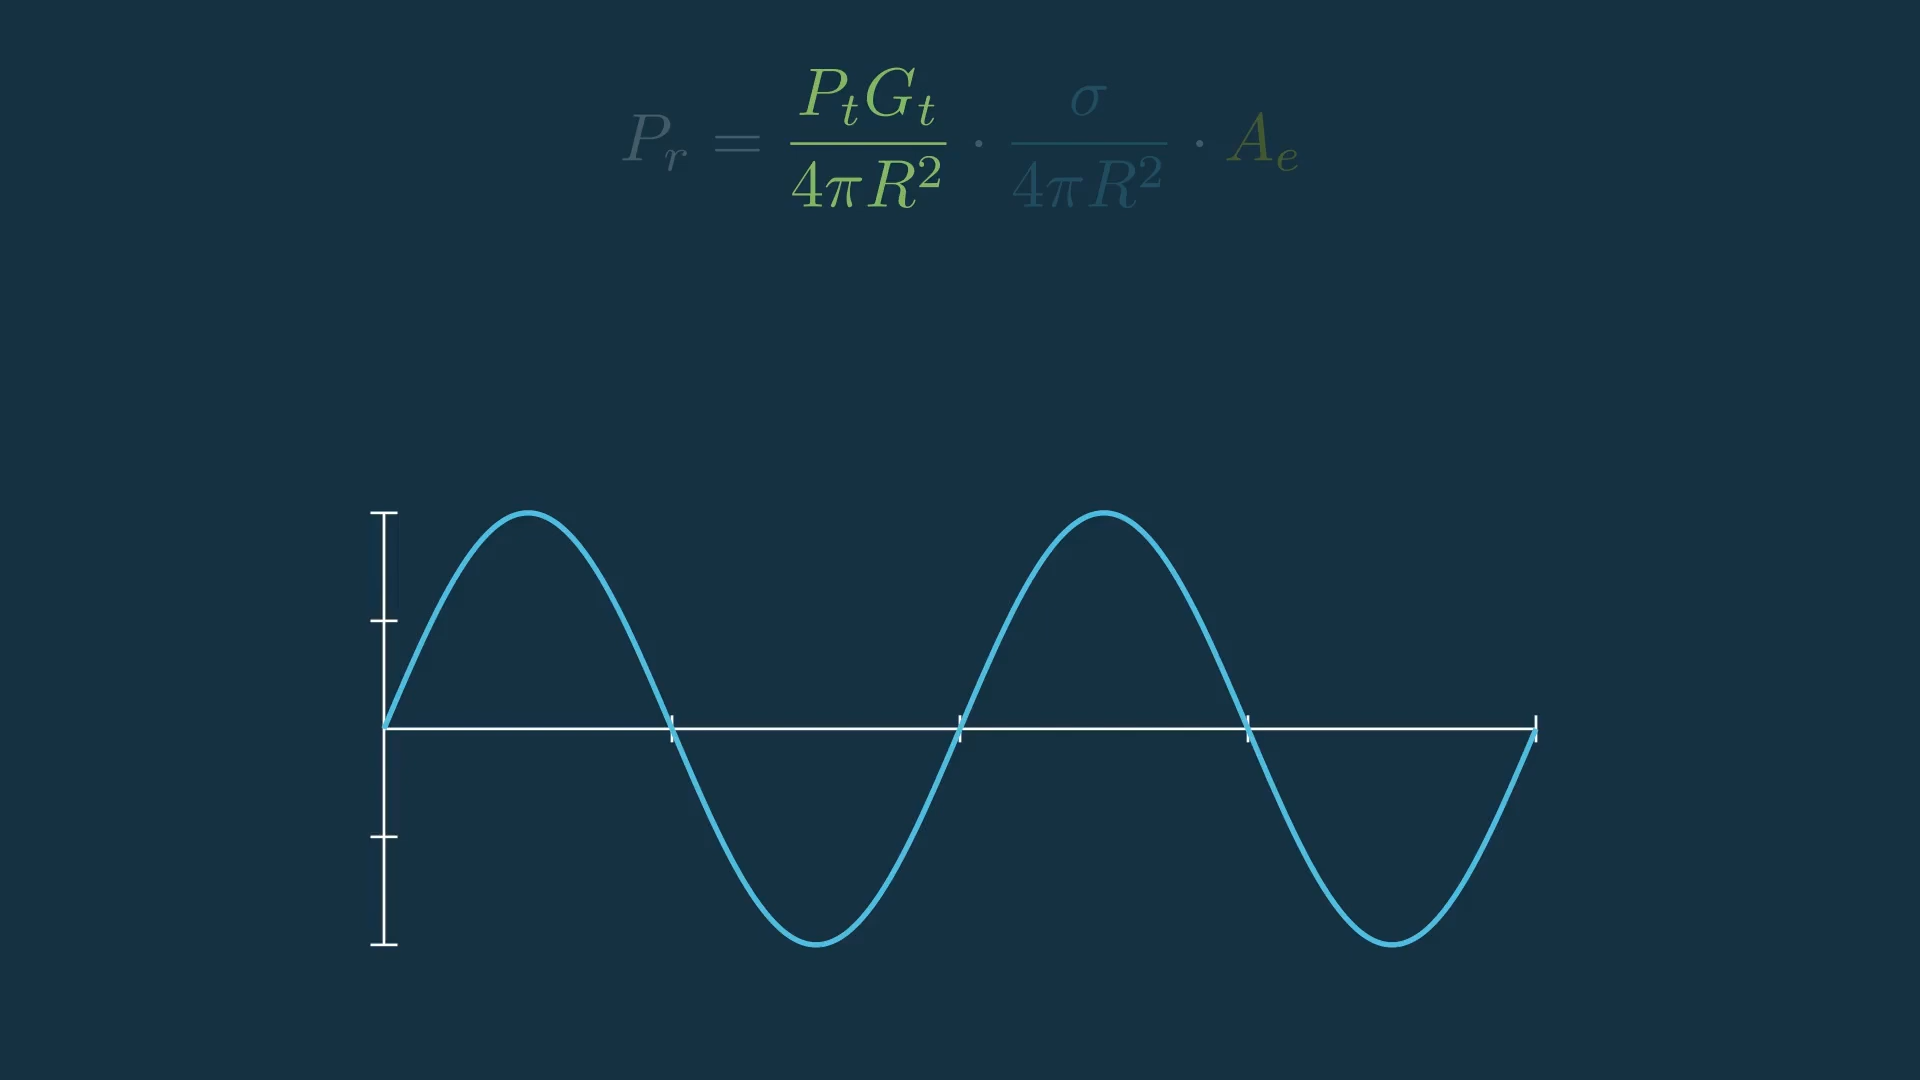 P_r = \frac{P_t G_t}{4\pi R^2} \cdot \frac{\sigma}{4\pi R^2} \cdot A_e